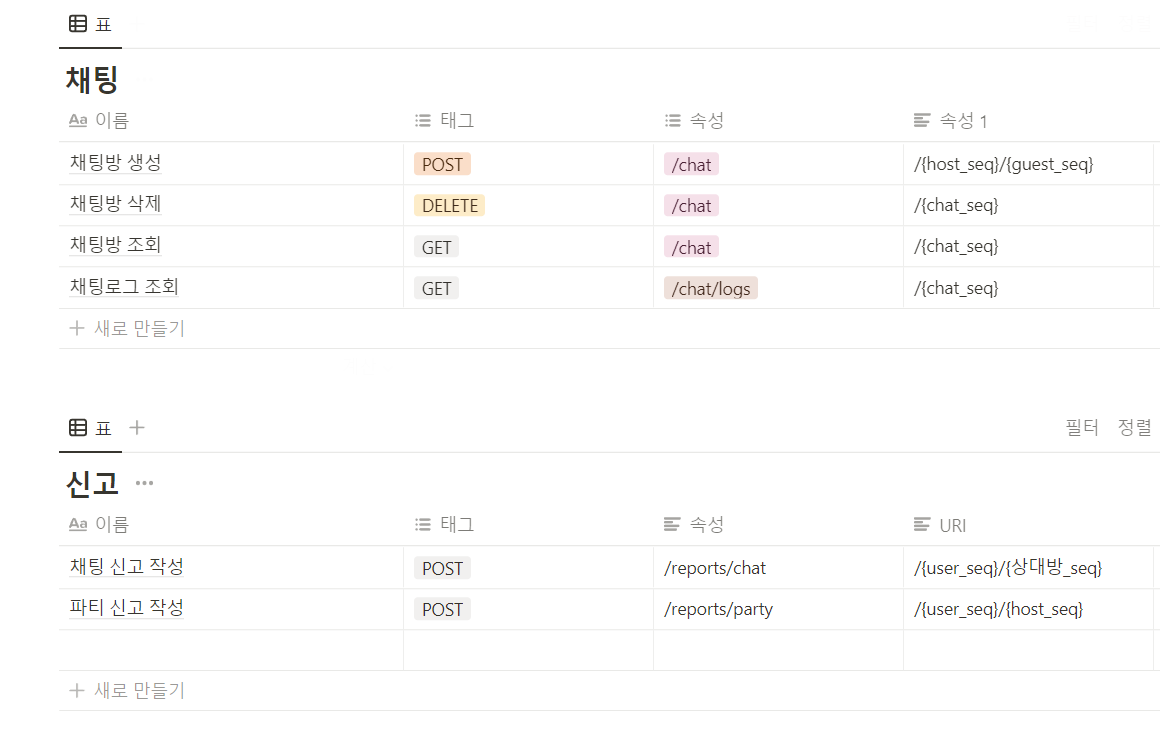 표
채팅
Aa 이름 태그 속성 속성 1
채팅방 생성 POST /chat /{host_seq}/{guest_seq}
채팅방 삭제 DELETE /chat /{chat_seq}
채팅방 조회 GET /chat /{chat_seq}
채팅로그 조회 GET /chat/logs /{chat_seq}
+ 새로 만들기
표 + 필터 정렬
신고 ···
Aa 이름 태그 속성 URI
채팅 신고 작성 POST /reports/chat /{user_seq}/{상대방_seq}
파티 신고 작성 POST /reports/party /{user_seq}/{host_seq}
+ 새로 만들기